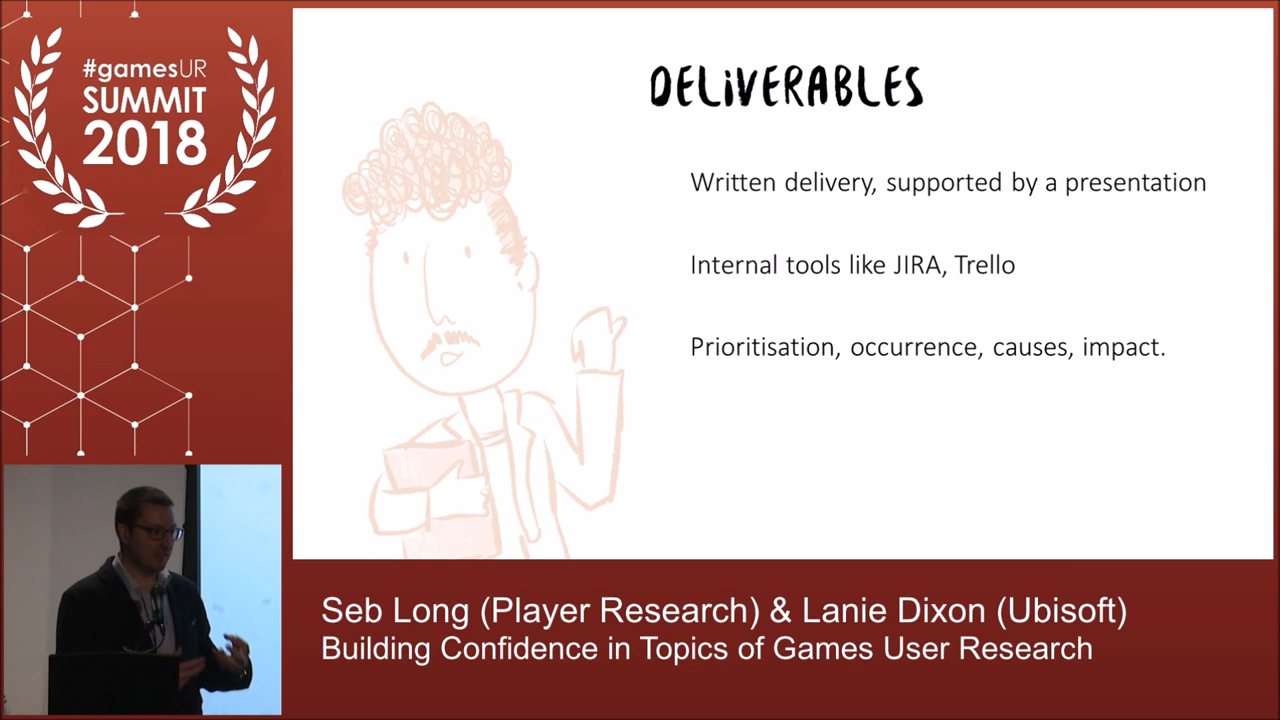 #gamesUR
SUMMIT
2018
DELiVERABLES
Written delivery, supported by a presentation
Internal tools like JIRA, Trello
Prioritisation, occurrence, causes, impact.
Seb Long (Player Research) & Lanie Dixon (Ubisoft)
Building Confidence in Topics of Games User Research